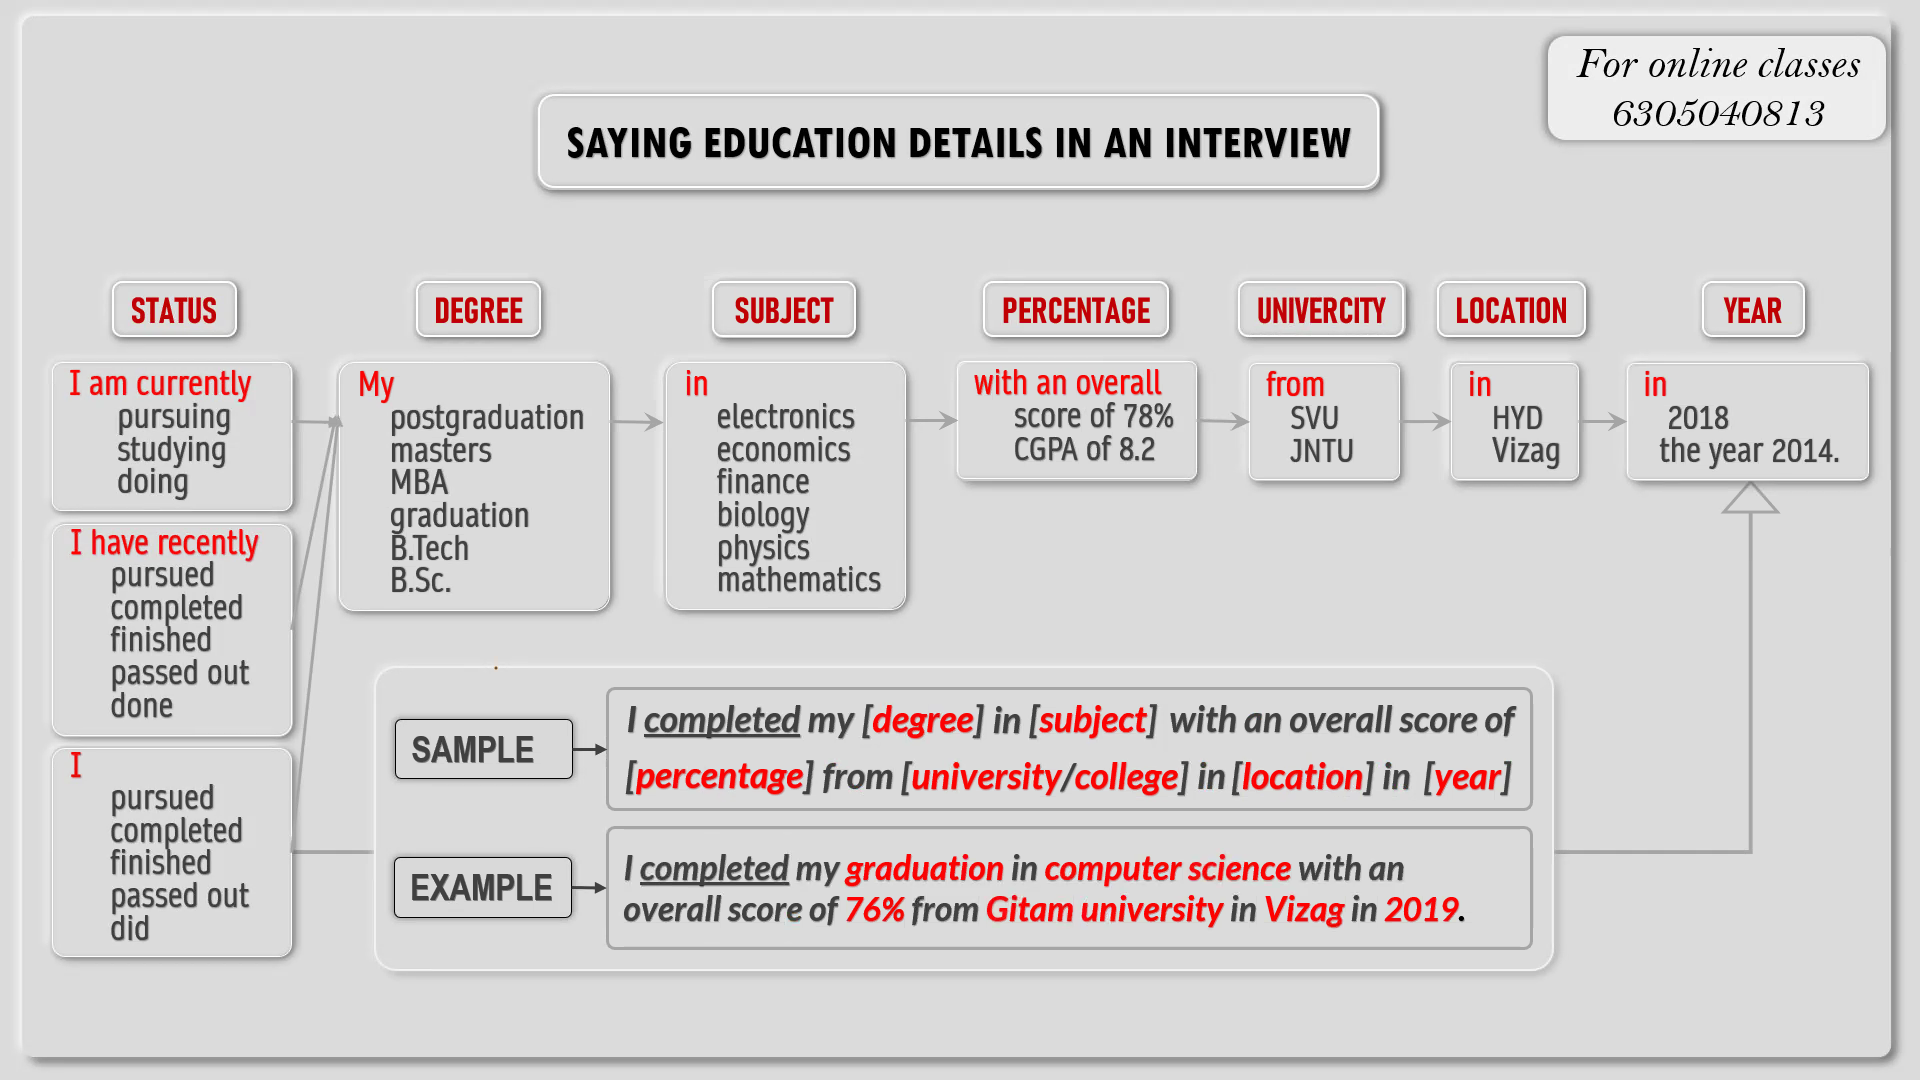 For online classes
6305040813
SAYING EDUCATION DETAILS IN AN INTERVIEW
STATUS
I am currently
pursuing
studying
doing
I have recently
pursued
completed
finished
passed out
done
I
pursued
completed
finished
passed out
did
DEGREE
My
postgraduation
masters
MBA
graduation
B.Tech
B.Sc.
SUBJECT
in
electronics
economics
finance
biology
physics
mathematics
PERCENTAGE
with an overall
score of 78%
CGPA of 8.2
UNIVERCITY
from
SVU
JNTU
LOCATION
in
HYD
Vizag
YEAR
in
2018
the year 2014.
SAMPLE
I completed my [degree] in [subject] with an overall score of
[percentage] from [university/college] in [location] in [year]
EXAMPLE
I completed my graduation in computer science with an
overall score of 76% from Gitam university in Vizag in 2019.